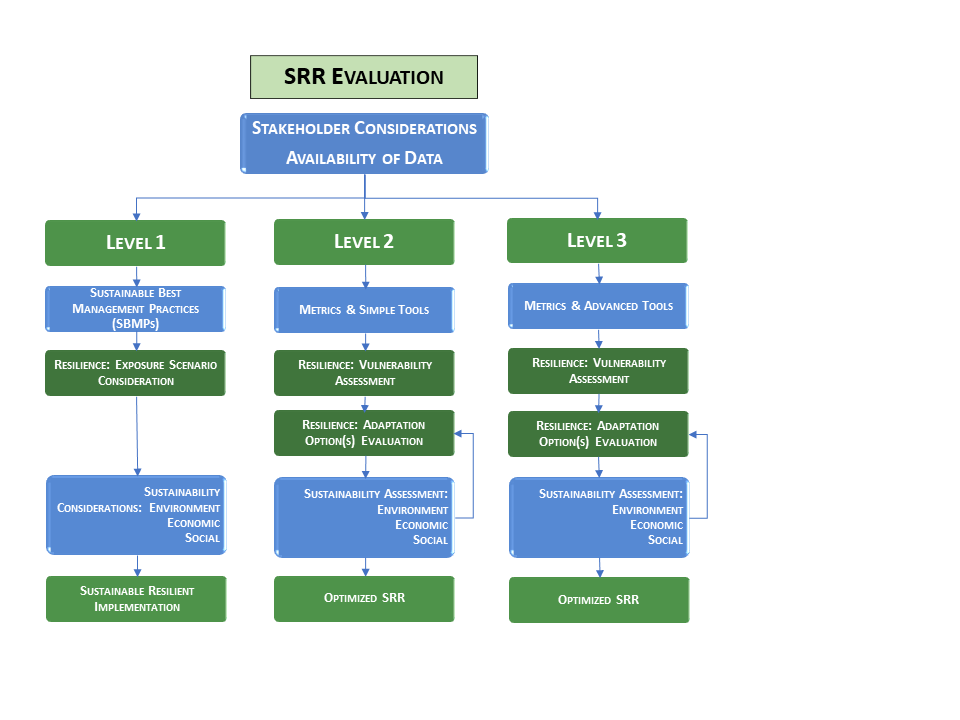 SRR Evaluation
Stakeholder Considerations
Availability of Data
Level 1
Sustainable Best
Management Practices
(SBMPs)
Resilience: Exposure Scenario
Consideration
Sustainability
Considerations: Environment
Economic
Social
Sustainable Resilient
Implementation
Level 2
Metrics & Simple Tools
Resilience: Vulnerability
Assessment
Resilience: Adaptation
Option(s) Evaluation
Sustainability Assessment:
Environment
Economic
Social
Optimized SRR
Level 3
Metrics & Advanced Tools
Resilience: Vulnerability
Assessment
Resilience: Adaptation
Option(s) Evaluation
Sustainability Assessment:
Environment
Economic
Social
Optimized SRR